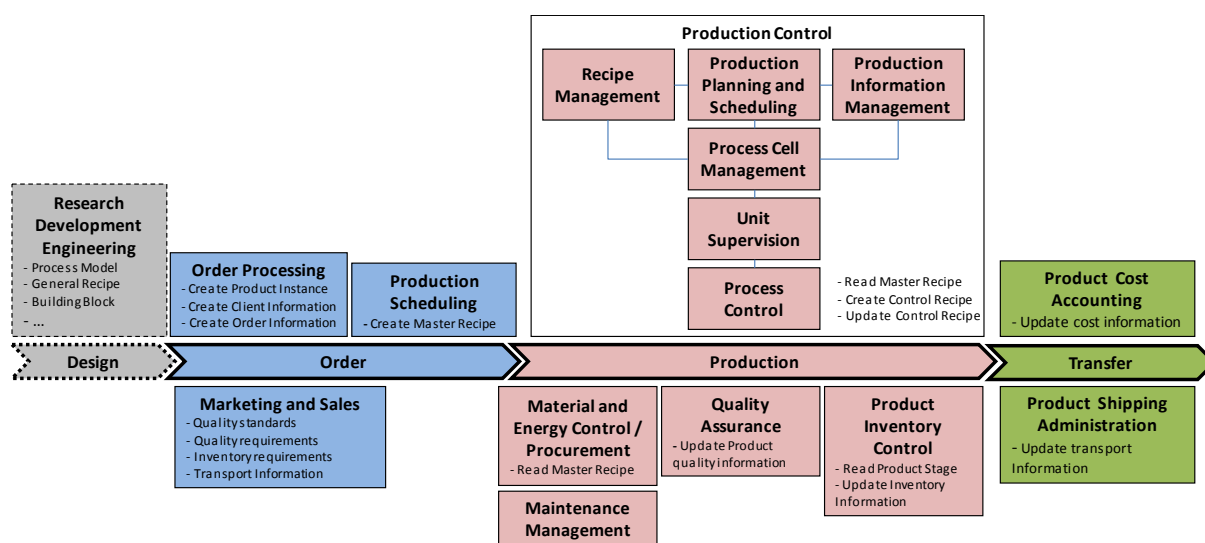 Production Control
Recipe
Management
Production
Planning and
Scheduling
Production
Information
Management
Process Cell
Management
Unit
Supervision
Process
Control
- Read Master Recipe
- Create Control Recipe
- Update Control Recipe
Research
Development
Engineering
- Process Model
- General Recipe
- Building Block
- ...
Order Processing
- Create Product Instance
- Create Client Information
- Create Order Information
Production
Scheduling
- Create Master Recipe
Product Cost
Accounting
- Update cost information
Design
Order
Production
Transfer
Marketing and Sales
- Quality standards
- Quality requirements
- Inventory requirements
- Transport Information
Material and
Energy Control /
Procurement
- Read Master Recipe
Maintenance
Management
Quality
Assurance
- Update Product
quality information
Product
Inventory
Control
- Read Product Stage
- Update Inventory
Information
Product Shipping
Administration
- Update transport
Information